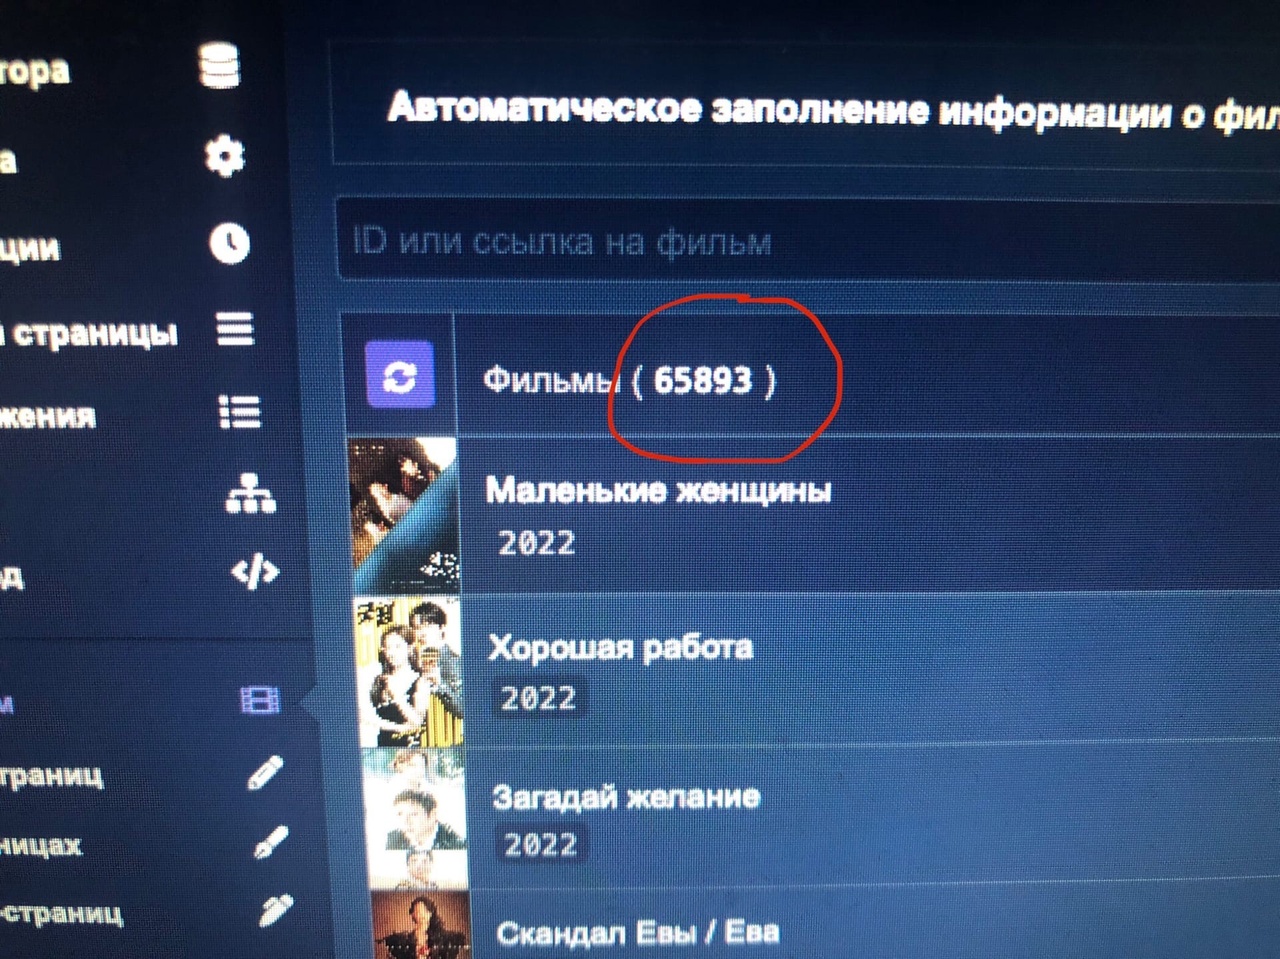 тора
Автоматическое заполнение информации о фил
а
ID или ссылка на фильм
ции
страницы
Фильмы ( 65893 )
жения
Маленькие женщины
2022
д
Хорошая работа
2022
м
траниц
Загадай желание
2022
ницах
-страниц
Скандал Евы / Ева